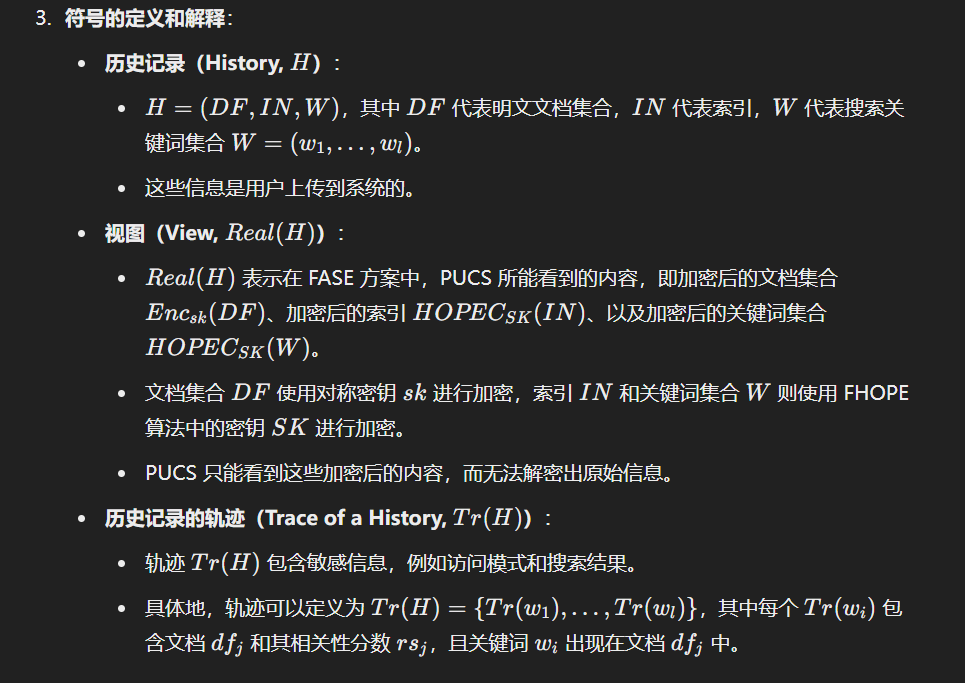 3. 符号的定义和解释：
• 历史记录（History, H）：
• H = (DF, IN, W)，其中 DF 代表明文文档集合，IN 代表索引，W 代表搜索关
键词集合 W = (w₁, . . . , wₗ)。
• 这些信息是用户上传到系统的。
• 视图（View, Real(H)）：
• Real(H) 表示在 FASE 方案中，PUCS 所能看到的内容，即加密后的文档集合
Enc_{sk}(DF)、加密后的索引 HOPEC_{SK}(IN)、以及加密后的关键词集合
HOPEC_{SK}(W)。
• 文档集合 DF 使用对称密钥 sk 进行加密，索引 IN 和关键词集合 W 则使用 FHOPE
算法中的密钥 SK 进行加密。
• PUCS 只能看到这些加密后的内容，而无法解密出原始信息。
• 历史记录的轨迹（Trace of a History, Tr(H)）：
• 轨迹 Tr(H) 包含敏感信息，例如访问模式和搜索结果。
• 具体地，轨迹可以定义为 Tr(H) = {Tr(w₁), . . . , Tr(wₗ)}，其中每个 Tr(wᵢ) 包
含文档 dfⱼ 和其相关性分数 rsⱼ，且关键词 wᵢ 出现在文档 dfⱼ 中。